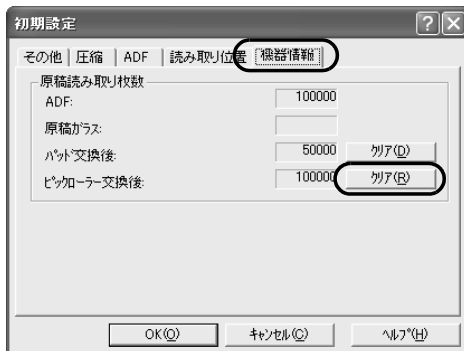 初期設定
その他 圧縮 ADF 読み取り位置 機器情報
原稿読み取り枚数
ADF: 100000
原稿ガラス:
パッド交換後: 50000 クリア(D)
ピックローラー交換後: 100000 クリア(R)
OK(O) キャンセル(C) ヘルプ(H)